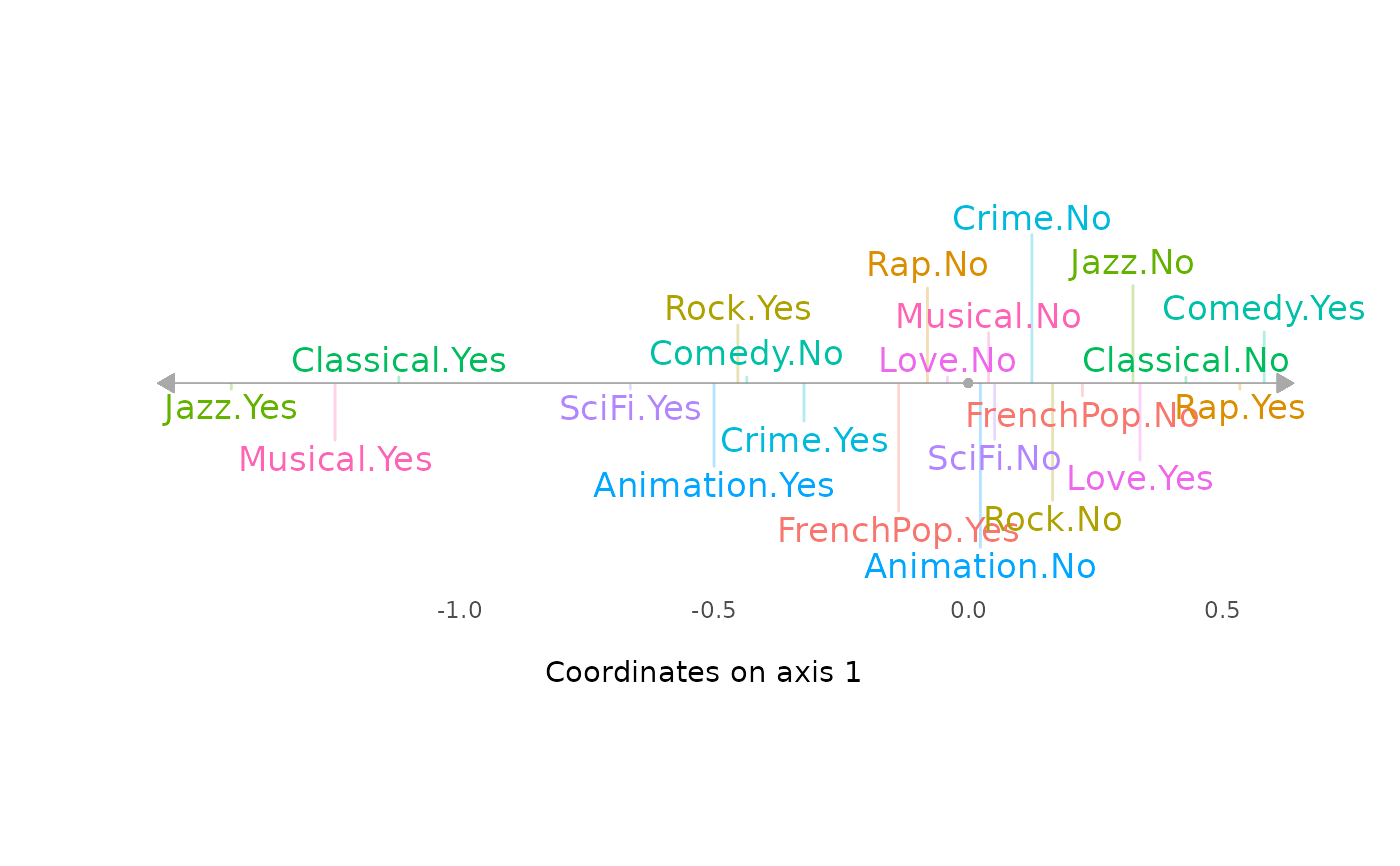 Crime.No
Rap.No
Jazz.No
Rock.Yes
Musical.No
Comedy.Yes
Classical.Yes
Comedy.No
Love.No
Classical.No
Jazz.Yes
SciFi.Yes
FrenchPop.No
Rap.Yes
Musical.Yes
Crime.Yes
SciFi.No
Animation.Yes
Love.Yes
FrenchPop.Yes
Rock.No
Animation.No
-1.0 -0.5 0.0 0.5
Coordinates on axis 1